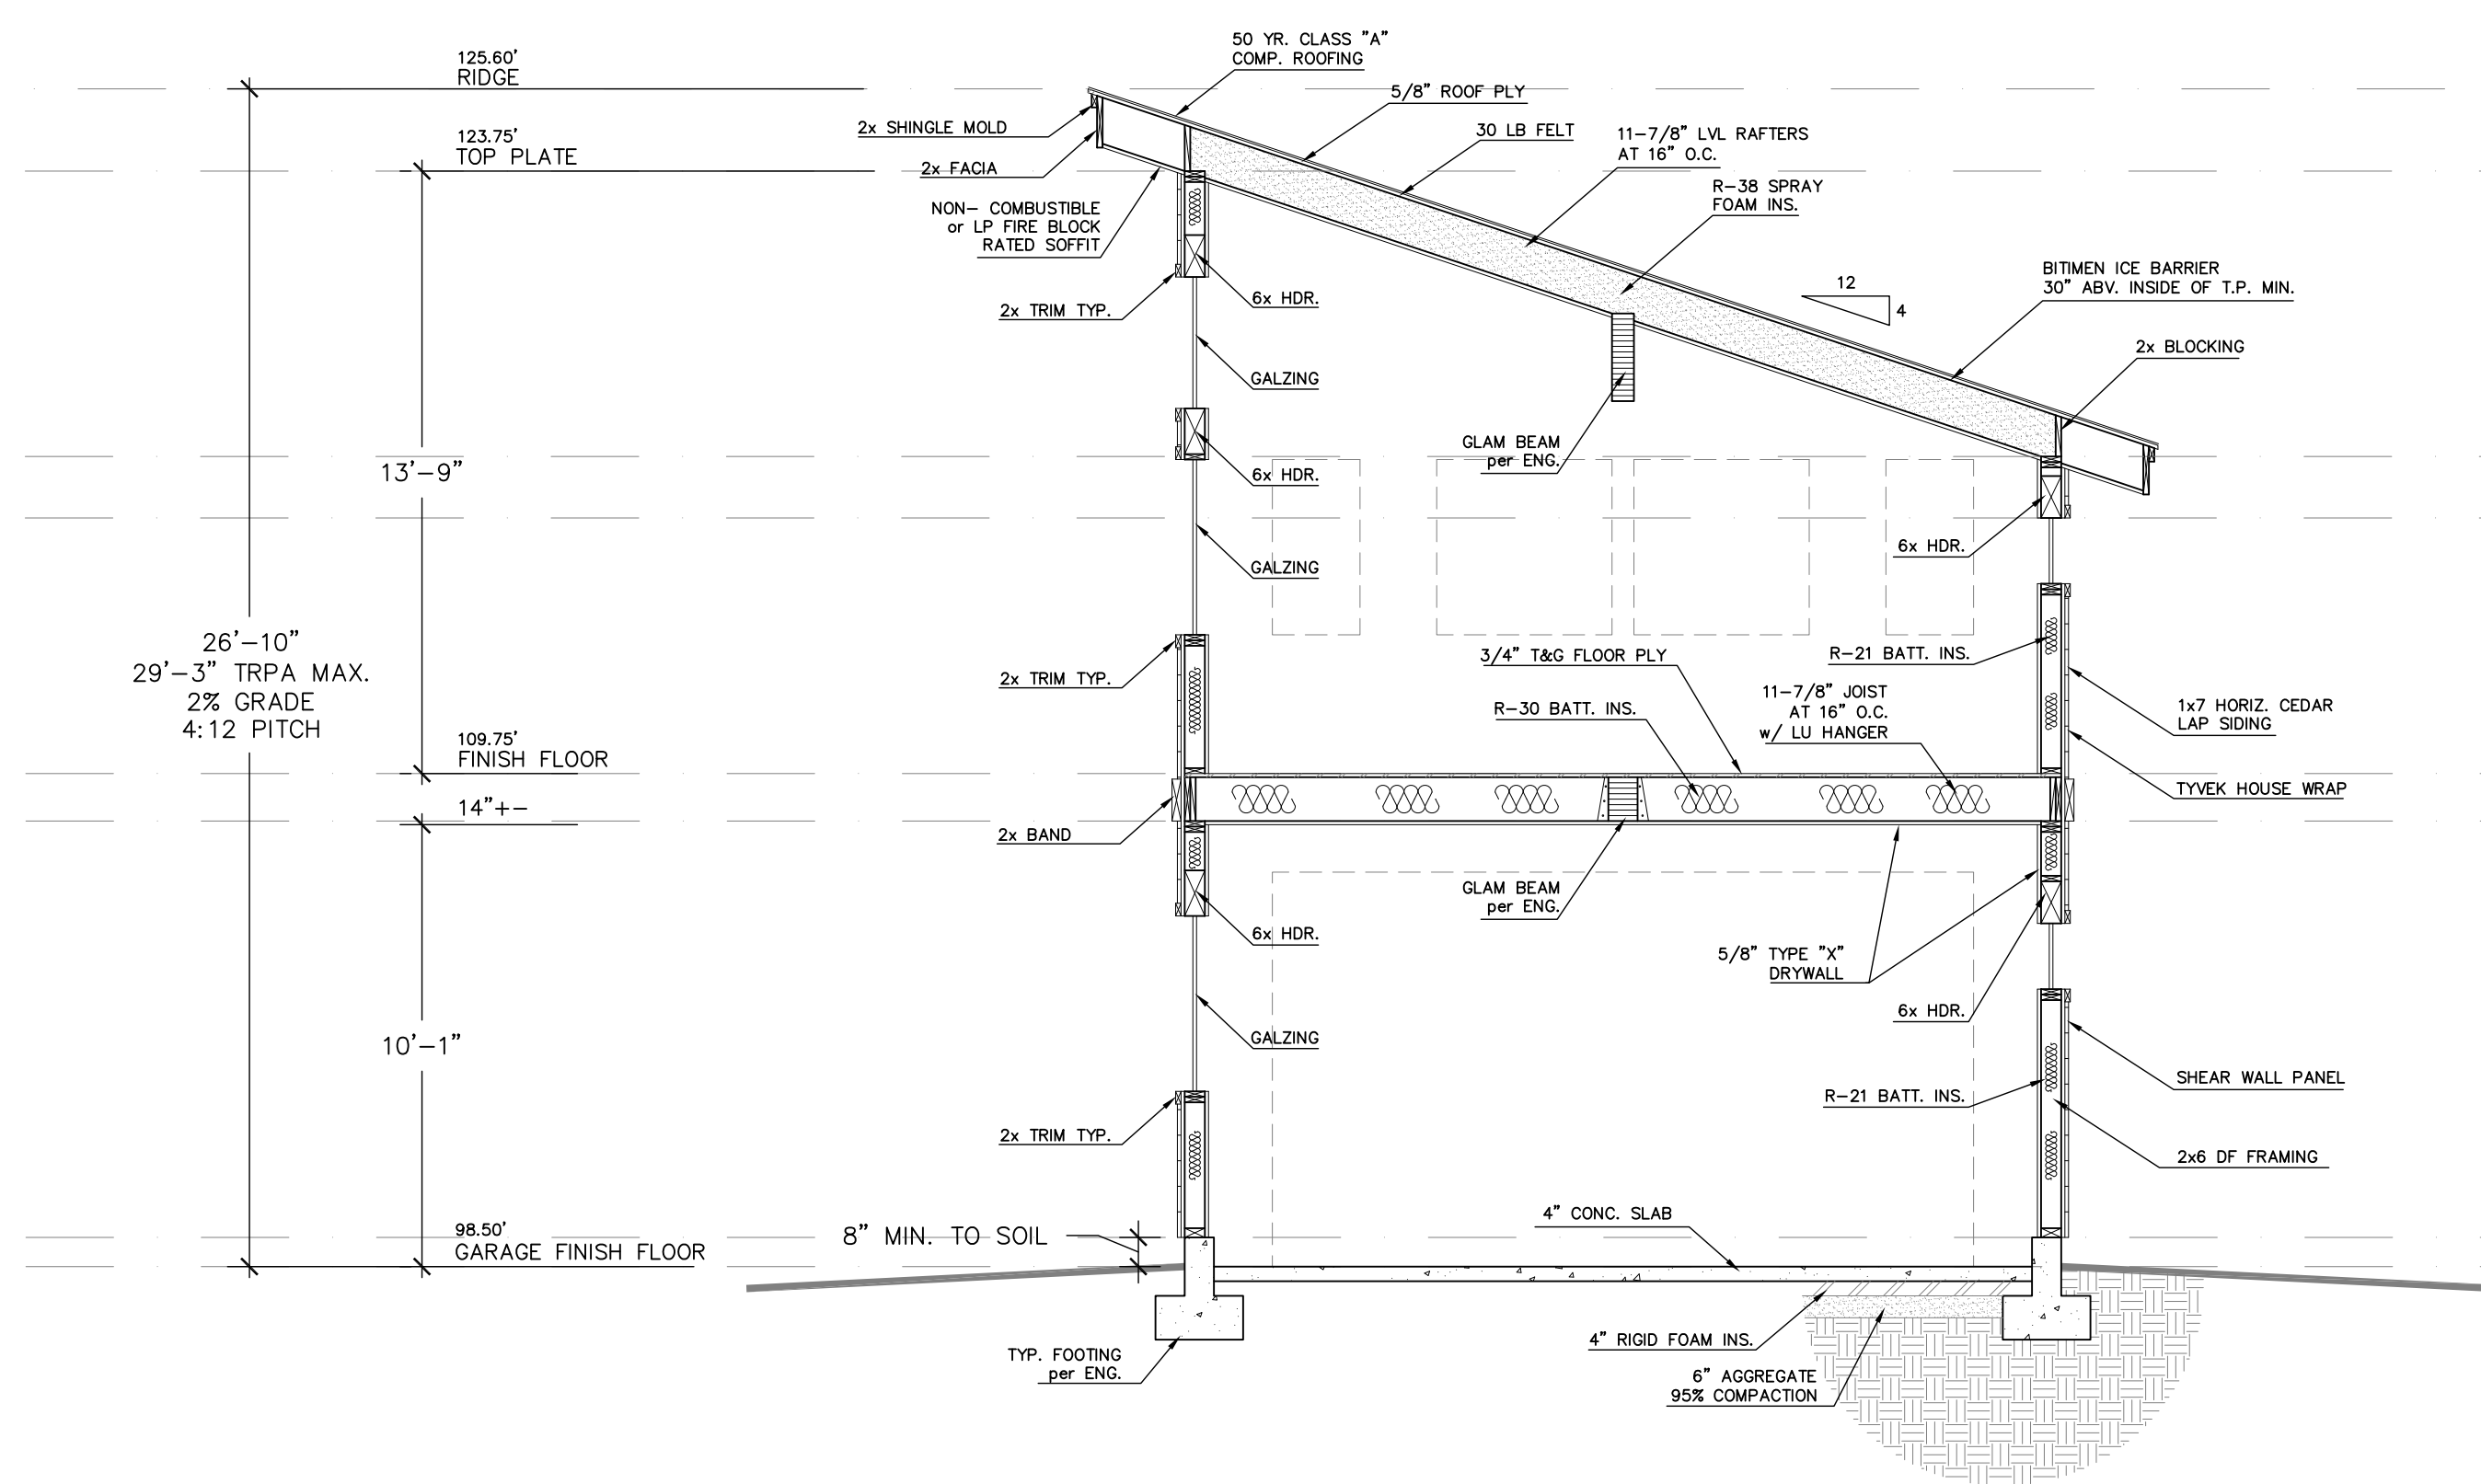 125.60'
RIDGE
123.75'
TOP PLATE
13'-9"
26'-10"
29'-3" TRPA MAX.
2% GRADE
4:12 PITCH
109.75'
FINISH FLOOR
14"+-
10'-1"
98.50'
GARAGE FINISH FLOOR
8" MIN. TO SOIL
50 YR. CLASS "A"
COMP. ROOFING
2x SHINGLE MOLD
2x FACIA
NON- COMBUSTIBLE
or LP FIRE BLOCK
RATED SOFFIT
2x TRIM TYP.
5/8" ROOF PLY
30 LB FELT
11-7/8" LVL RAFTERS
AT 16" O.C.
R-38 SPRAY
FOAM INS.
12
4
BITIMEN ICE BARRIER
30" ABV. INSIDE OF T.P. MIN.
2x BLOCKING
6x HDR.
GALZING
6x HDR.
GLAM BEAM
per ENG.
GALZING
6x HDR.
2x TRIM TYP.
3/4" T&G FLOOR PLY
R-30 BATT. INS.
11-7/8" JOIST
AT 16" O.C.
w/ LU HANGER
R-21 BATT. INS.
1x7 HORIZ. CEDAR
LAP SIDING
TYVEK HOUSE WRAP
2x BAND
6x HDR.
GLAM BEAM
per ENG.
5/8" TYPE "X"
DRYWALL
6x HDR.
GALZING
2x TRIM TYP.
R-21 BATT. INS.
SHEAR WALL PANEL
2x6 DF FRAMING
4" CONC. SLAB
TYP. FOOTING
per ENG.
4" RIGID FOAM INS.
6" AGGREGATE
95% COMPACTION